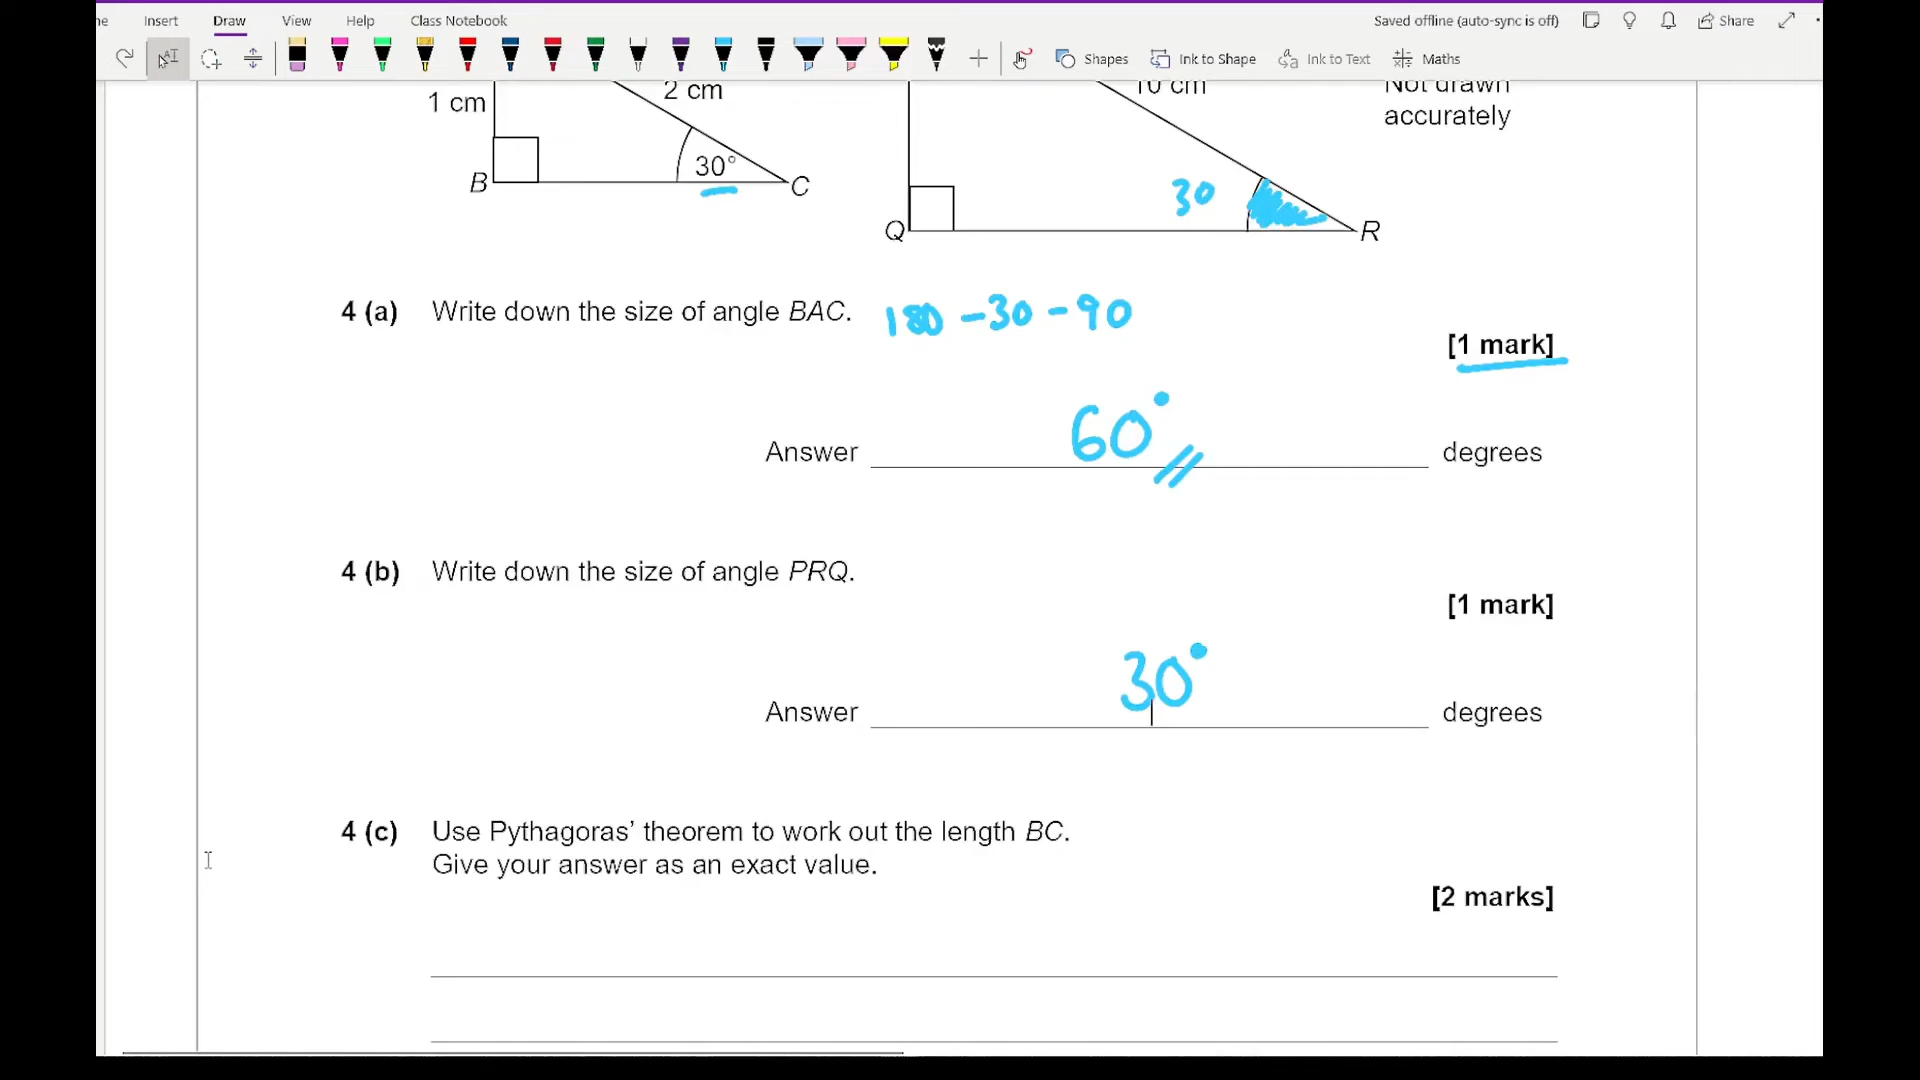 Insert Draw View Help Class Notebook Saved offline (auto-sync is off) Share
Shapes Ink to Shape Ink to Text Maths
1 cm 2 cm 10 cm Not drawn
accurately
30°
B C
30
Q R
4 (a) Write down the size of angle BAC. 180 - 30 - 90
[1 mark]
Answer 60° degrees
4 (b) Write down the size of angle PRQ.
[1 mark]
Answer 30° degrees
4 (c) Use Pythagoras’ theorem to work out the length BC.
Give your answer as an exact value.
[2 marks]